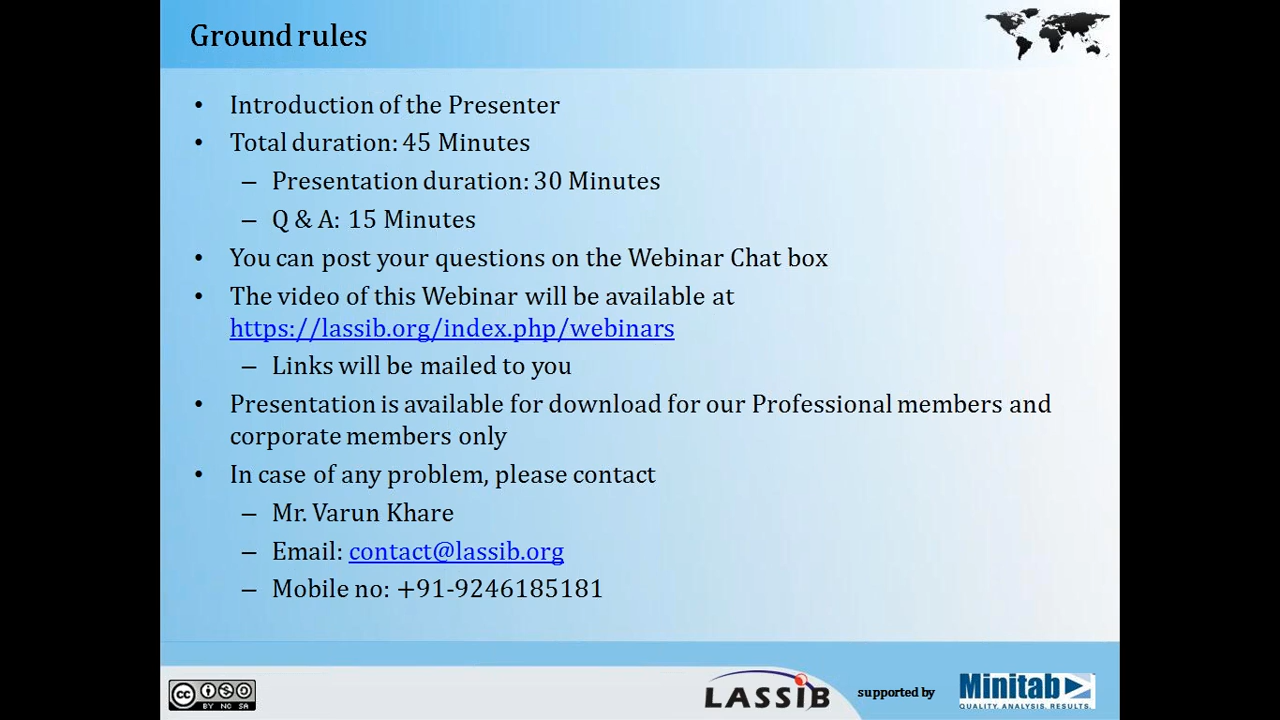 Ground rules
• Introduction of the Presenter
• Total duration: 45 Minutes
– Presentation duration: 30 Minutes
– Q & A: 15 Minutes
• You can post your questions on the Webinar Chat box
• The video of this Webinar will be available at
https://lassib.org/index.php/webinars
– Links will be mailed to you
• Presentation is available for download for our Professional members and
corporate members only
• In case of any problem, please contact
– Mr. Varun Khare
– Email: contact@lassib.org
– Mobile no: +91-9246185181
cc BY NC SA
LASSIB supported by Minitab
QUALITY. ANALYSIS. RESULTS.